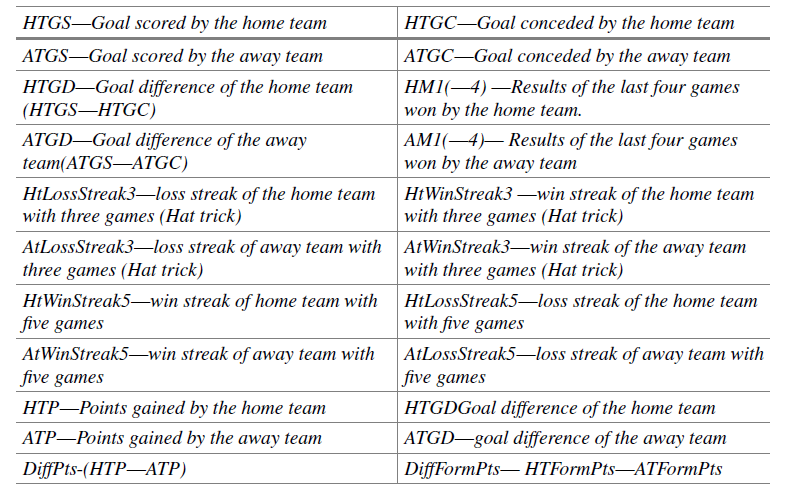 HTGS—Goal scored by the home team
HTGC—Goal conceded by the home team
ATGS—Goal scored by the away team
ATGC—Goal conceded by the away team
HTGD—Goal difference of the home team
(HTGS—HTGC)
HM1(—4) —Results of the last four games
won by the home team.
ATGD—Goal difference of the away
team(ATGS—ATGC)
AM1(—4)— Results of the last four games
won by the away team
HtLossStreak3—loss streak of the home team
with three games (Hat trick)
HtWinStreak3 —win streak of the home team
with three games (Hat trick)
AtLossStreak3—loss streak of away team with
three games (Hat trick)
AtWinStreak3—win streak of the away team
with three games (Hat trick)
HtWinStreak5—win streak of home team with
five games
HtLossStreak5—loss streak of the home team
with five games
AtWinStreak5—win streak of away team with
five games
AtLossStreak5—loss streak of away team with
five games
HTP—Points gained by the home team
HTGDGoal difference of the home team
ATP—Points gained by the away team
ATGD—goal difference of the away team
DiffPts-(HTP—ATP)
DiffFormPts— HTFormPts—ATFormPts